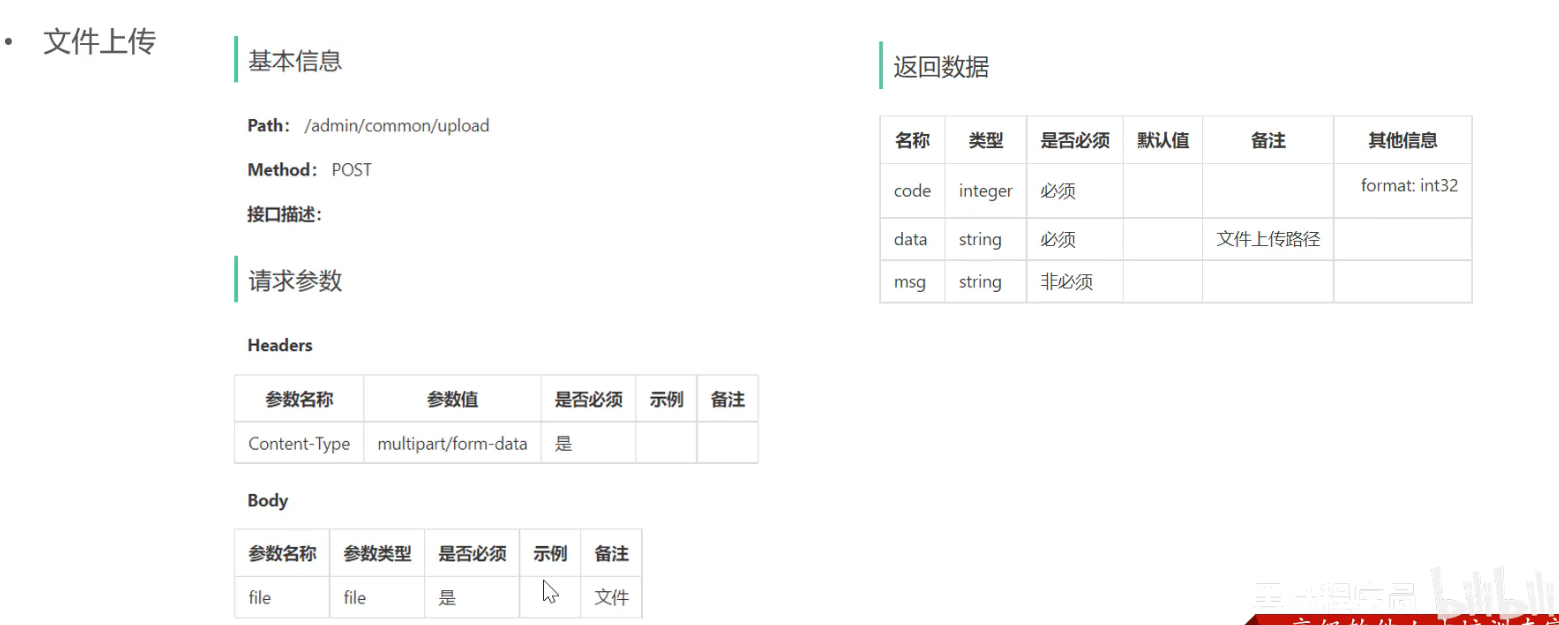 • 文件上传
基本信息
Path： /admin/common/upload
Method： POST
接口描述：
请求参数
Headers
参数名称 参数值 是否必须 示例 备注
Content-Type multipart/form-data 是
Body
参数名称 参数类型 是否必须 示例 备注
file file 是 文件
返回数据
名称 类型 是否必须 默认值 备注 其他信息
code integer 必须 format: int32
data string 必须 文件上传路径
msg string 非必须
bilibili